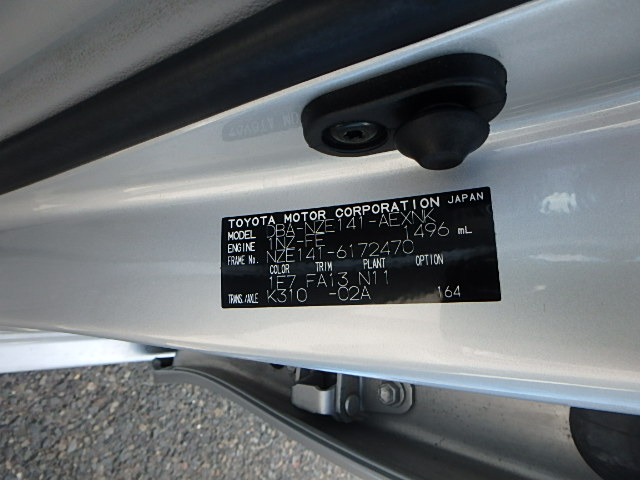 TOYOTA MOTOR CORPORATION JAPAN
MODEL DBA-NZE141-AEXNK
ENGINE 1NZ-FE 1496 mL
FRAME No. NZE141-6172470
COLOR TRIM PLANT OPTION
1F7 FA13 N11
TRANS./AXLE K310 -C2A 164